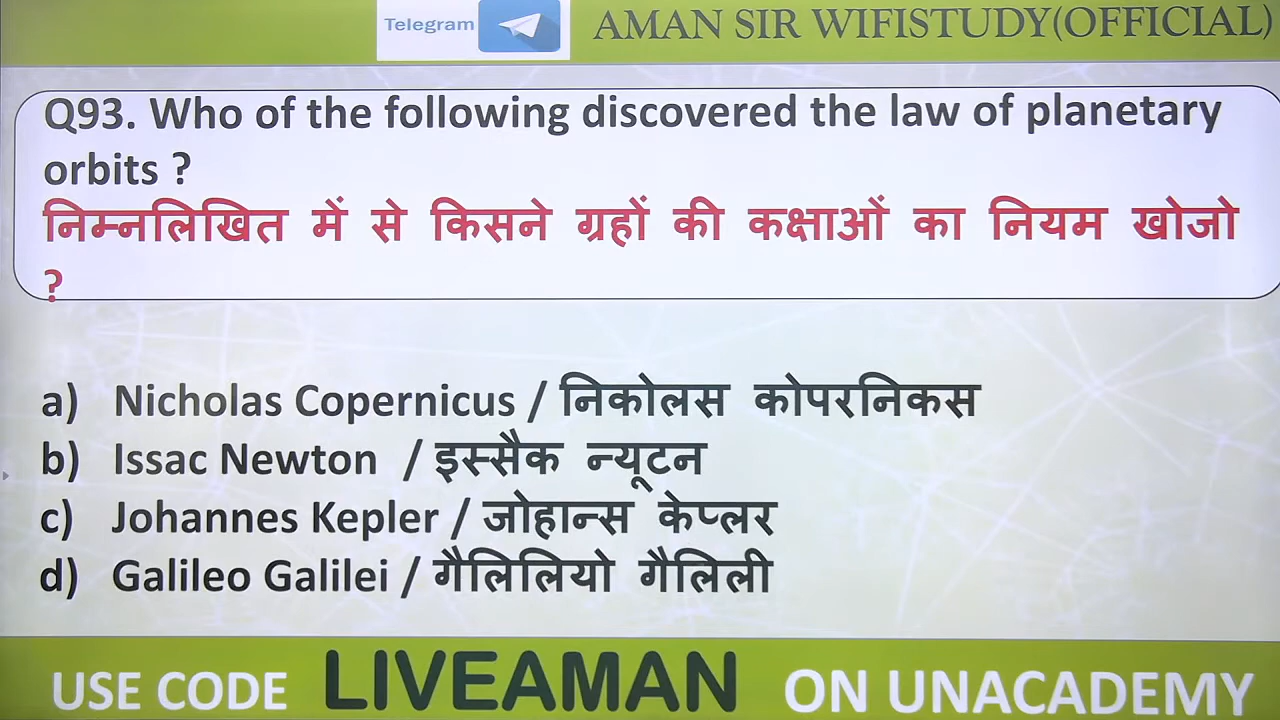 Telegram
AMAN SIR WIFISTUDY(OFFICIAL)
Q93. Who of the following discovered the law of planetary
orbits ?
निम्नलिखित में से किसने ग्रहों की कक्षाओं का नियम खोजो
?
a) Nicholas Copernicus / निकोलस कोपरनिकस
b) Issac Newton / इस्सैक न्यूटन
c) Johannes Kepler / जोहान्स केप्लर
d) Galileo Galilei / गैलिलियो गैलिली
USE CODE LIVEAMAN ON UNACADEMY